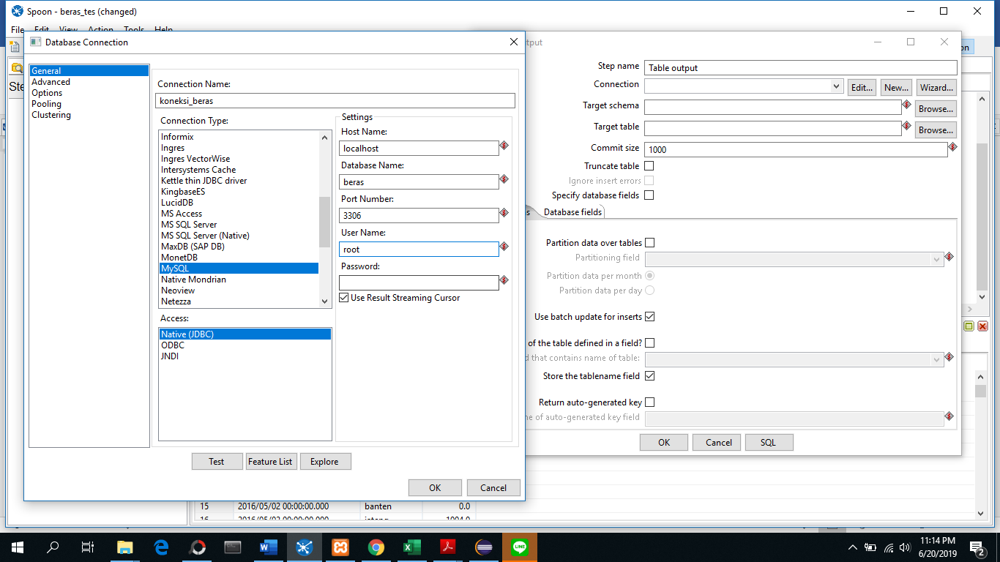 Spoon - beras_tes (changed)
File Edit View Action Tools Help
Database Connection
General
Advanced
Options
Pooling
Clustering
Connection Name:
koneksi_beras
Connection Type:
Informix
Ingres
Ingres VectorWise
Intersystems Cache
Kettle thin JDBC driver
KingbaseES
LucidDB
MS Access
MS SQL Server
MS SQL Server (Native)
MaxDB (SAP DB)
MonetDB
MySQL
Native Mondrian
Neoview
Netezza
Access:
Native (JDBC)
ODBC
JNDI
Settings
Host Name:
localhost
Database Name:
beras
Port Number:
3306
User Name:
root
Password:
Use Result Streaming Cursor
Test Feature List Explore
OK Cancel
tput
on
Ste
Step name Table output
Connection Edit... New... Wizard...
Target schema Browse...
Target table Browse...
Commit size 1000
Truncate table
Ignore insert errors
Specify database fields
s Database fields
Partition data over tables
Partitioning field
Partition data per month
Partition data per day
Use batch update for inserts
of the table defined in a field?
d that contains name of table:
Store the tablename field
Return auto-generated key
ne of auto-generated key field
OK Cancel SQL
15 2016/05/02 00:00:00.000 banten 0.0
16 2016/05/02 00:00:00.000 jateng 1004.0
11:14 PM
6/20/2019
2
LINE